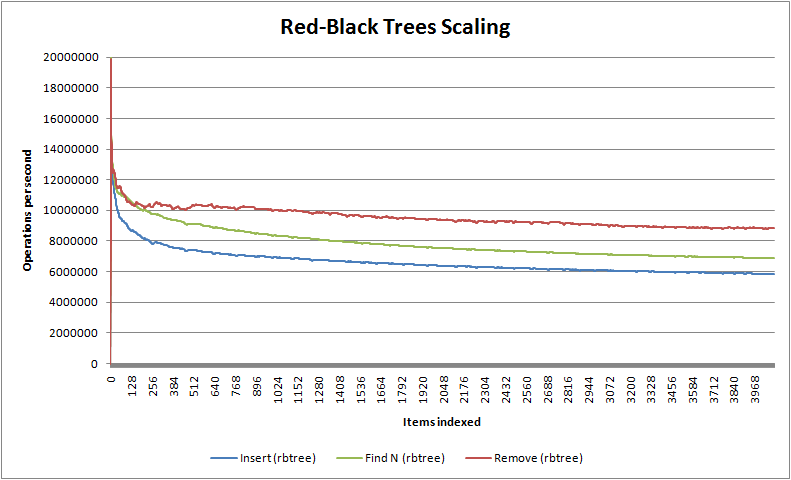 Red-Black Trees Scaling
Operations per second
20000000
18000000
16000000
14000000
12000000
10000000
8000000
6000000
4000000
2000000
0
0 128 256 384 512 640 768 896 1024 1152 1280 1408 1536 1664 1792 1920 2048 2176 2304 2432 2560 2688 2816 2944 3072 3200 3328 3456 3584 3712 3840 3968
Items indexed
Insert (rbtree) Find N (rbtree) Remove (rbtree)